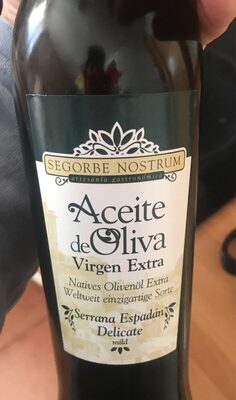 SEGORBE NOSTRUM
artesanía gastronómica
Aceite
de Oliva
Virgen Extra
Natives Olivenöl Extra
Weltweit einzigartige Sorte
Serrana Espadán
Delicate
mild